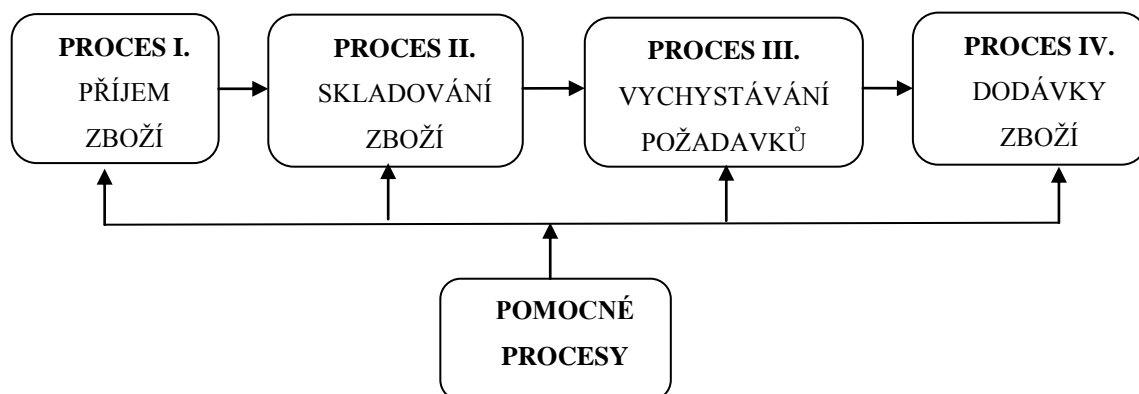 PROCES I.
PŘÍJEM
ZBOŽÍ
PROCES II.
SKLADOVÁNÍ
ZBOŽÍ
PROCES III.
VYCHYSTÁVÁNÍ
POŽADAVKŮ
PROCES IV.
DODÁVKY
ZBOŽÍ
POMOCNÉ
PROCESY